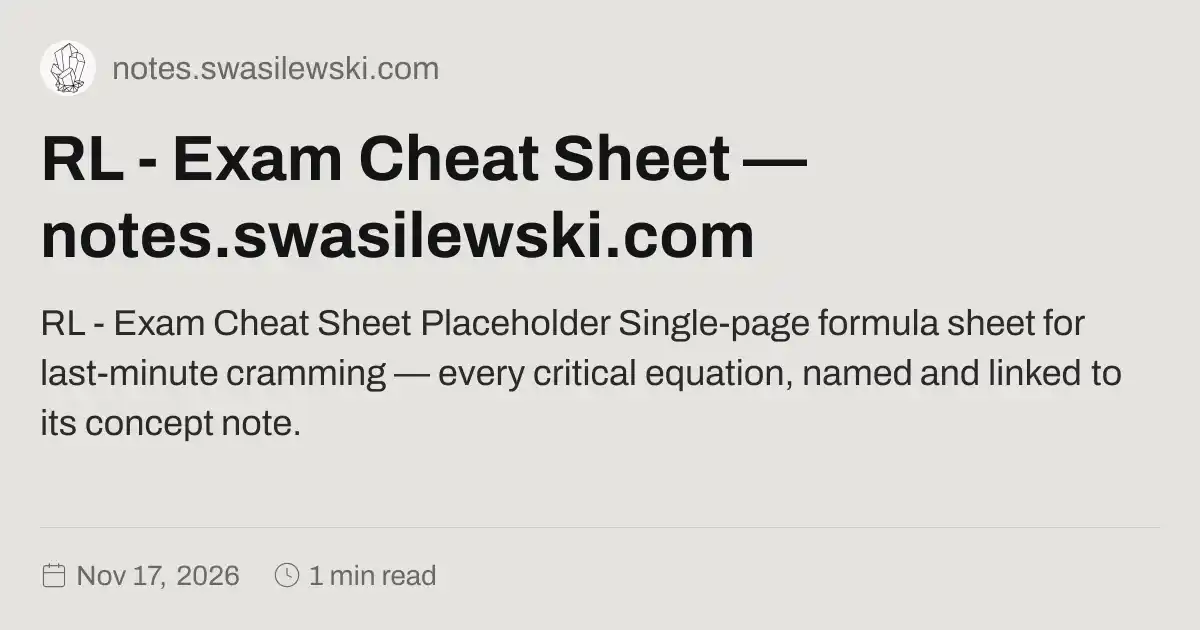 notes.swasilewski.com
RL - Exam Cheat Sheet —
notes.swasilewski.com
RL - Exam Cheat Sheet Placeholder Single-page formula sheet for
last-minute cramming — every critical equation, named and linked to
its concept note.
Nov 17, 2026 1 min read